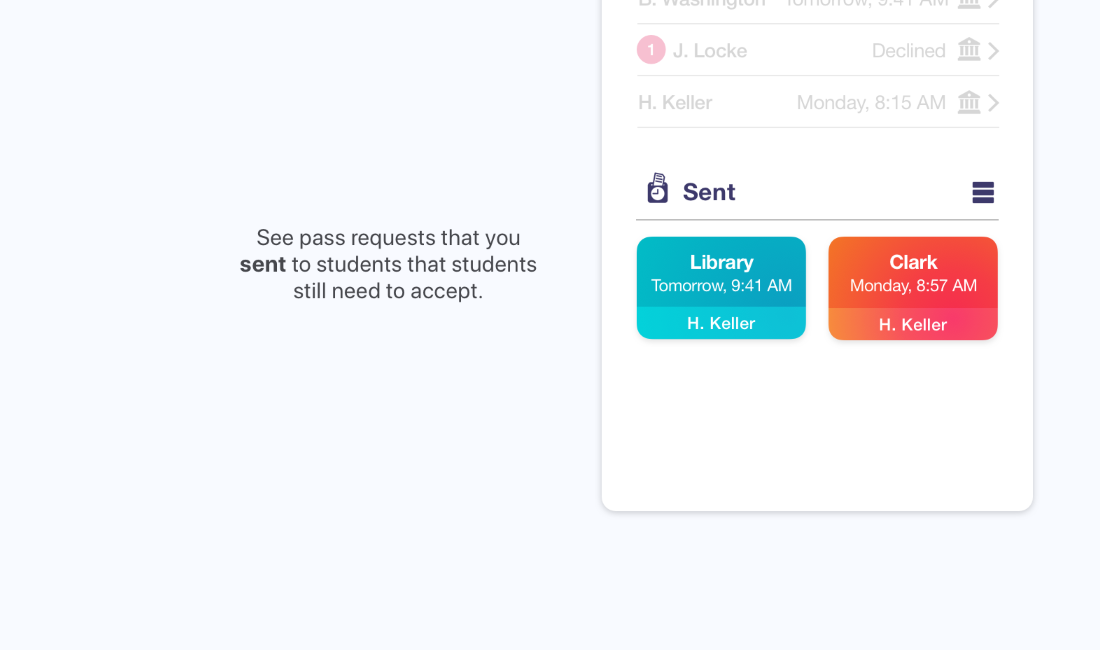 B. Washington Tomorrow, 9:41 AM
1 J. Locke Declined
H. Keller Monday, 8:15 AM
Sent
See pass requests that you
sent to students that students
still need to accept.
Library
Tomorrow, 9:41 AM
H. Keller
Clark
Monday, 8:57 AM
H. Keller